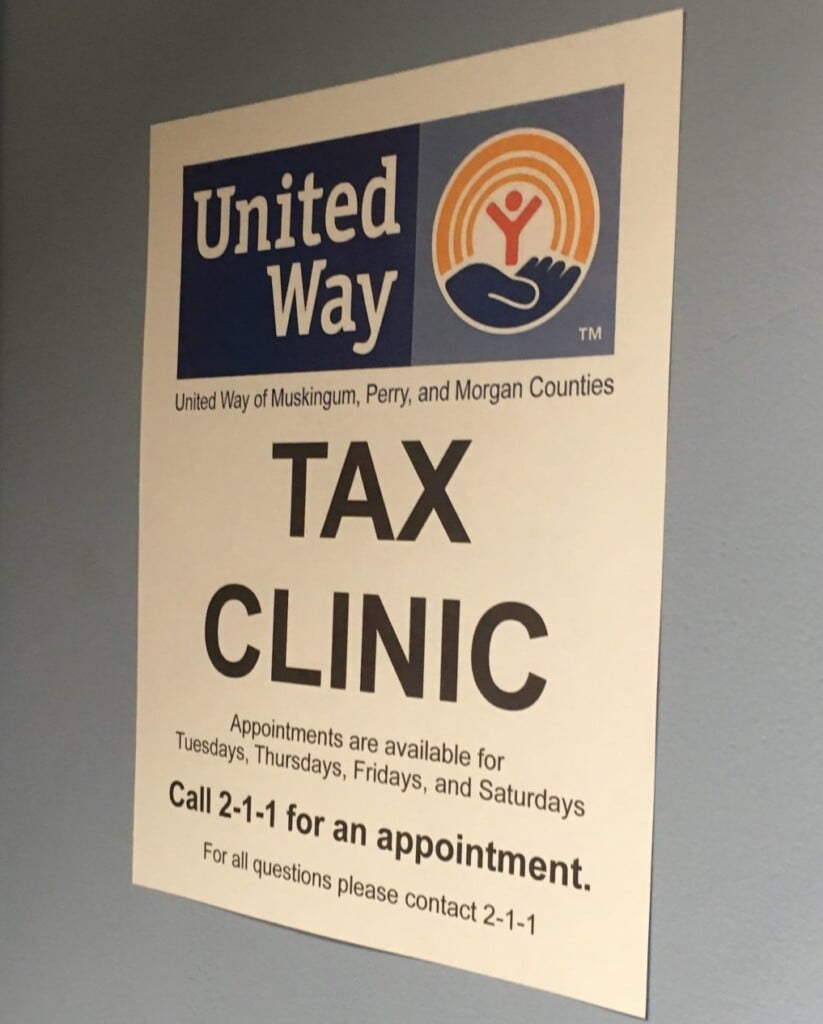 United
Way
TM
United Way of Muskingum, Perry, and Morgan Counties
TAX
CLINIC
Appointments are available for
Tuesdays, Thursdays, Fridays, and Saturdays
Call 2-1-1 for an appointment.
For all questions please contact 2-1-1